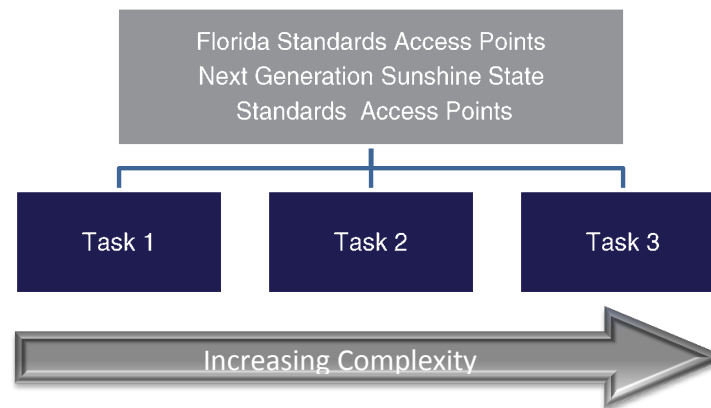 Florida Standards Access Points
Next Generation Sunshine State
Standards Access Points
Task 1
Task 2
Task 3
Increasing Complexity